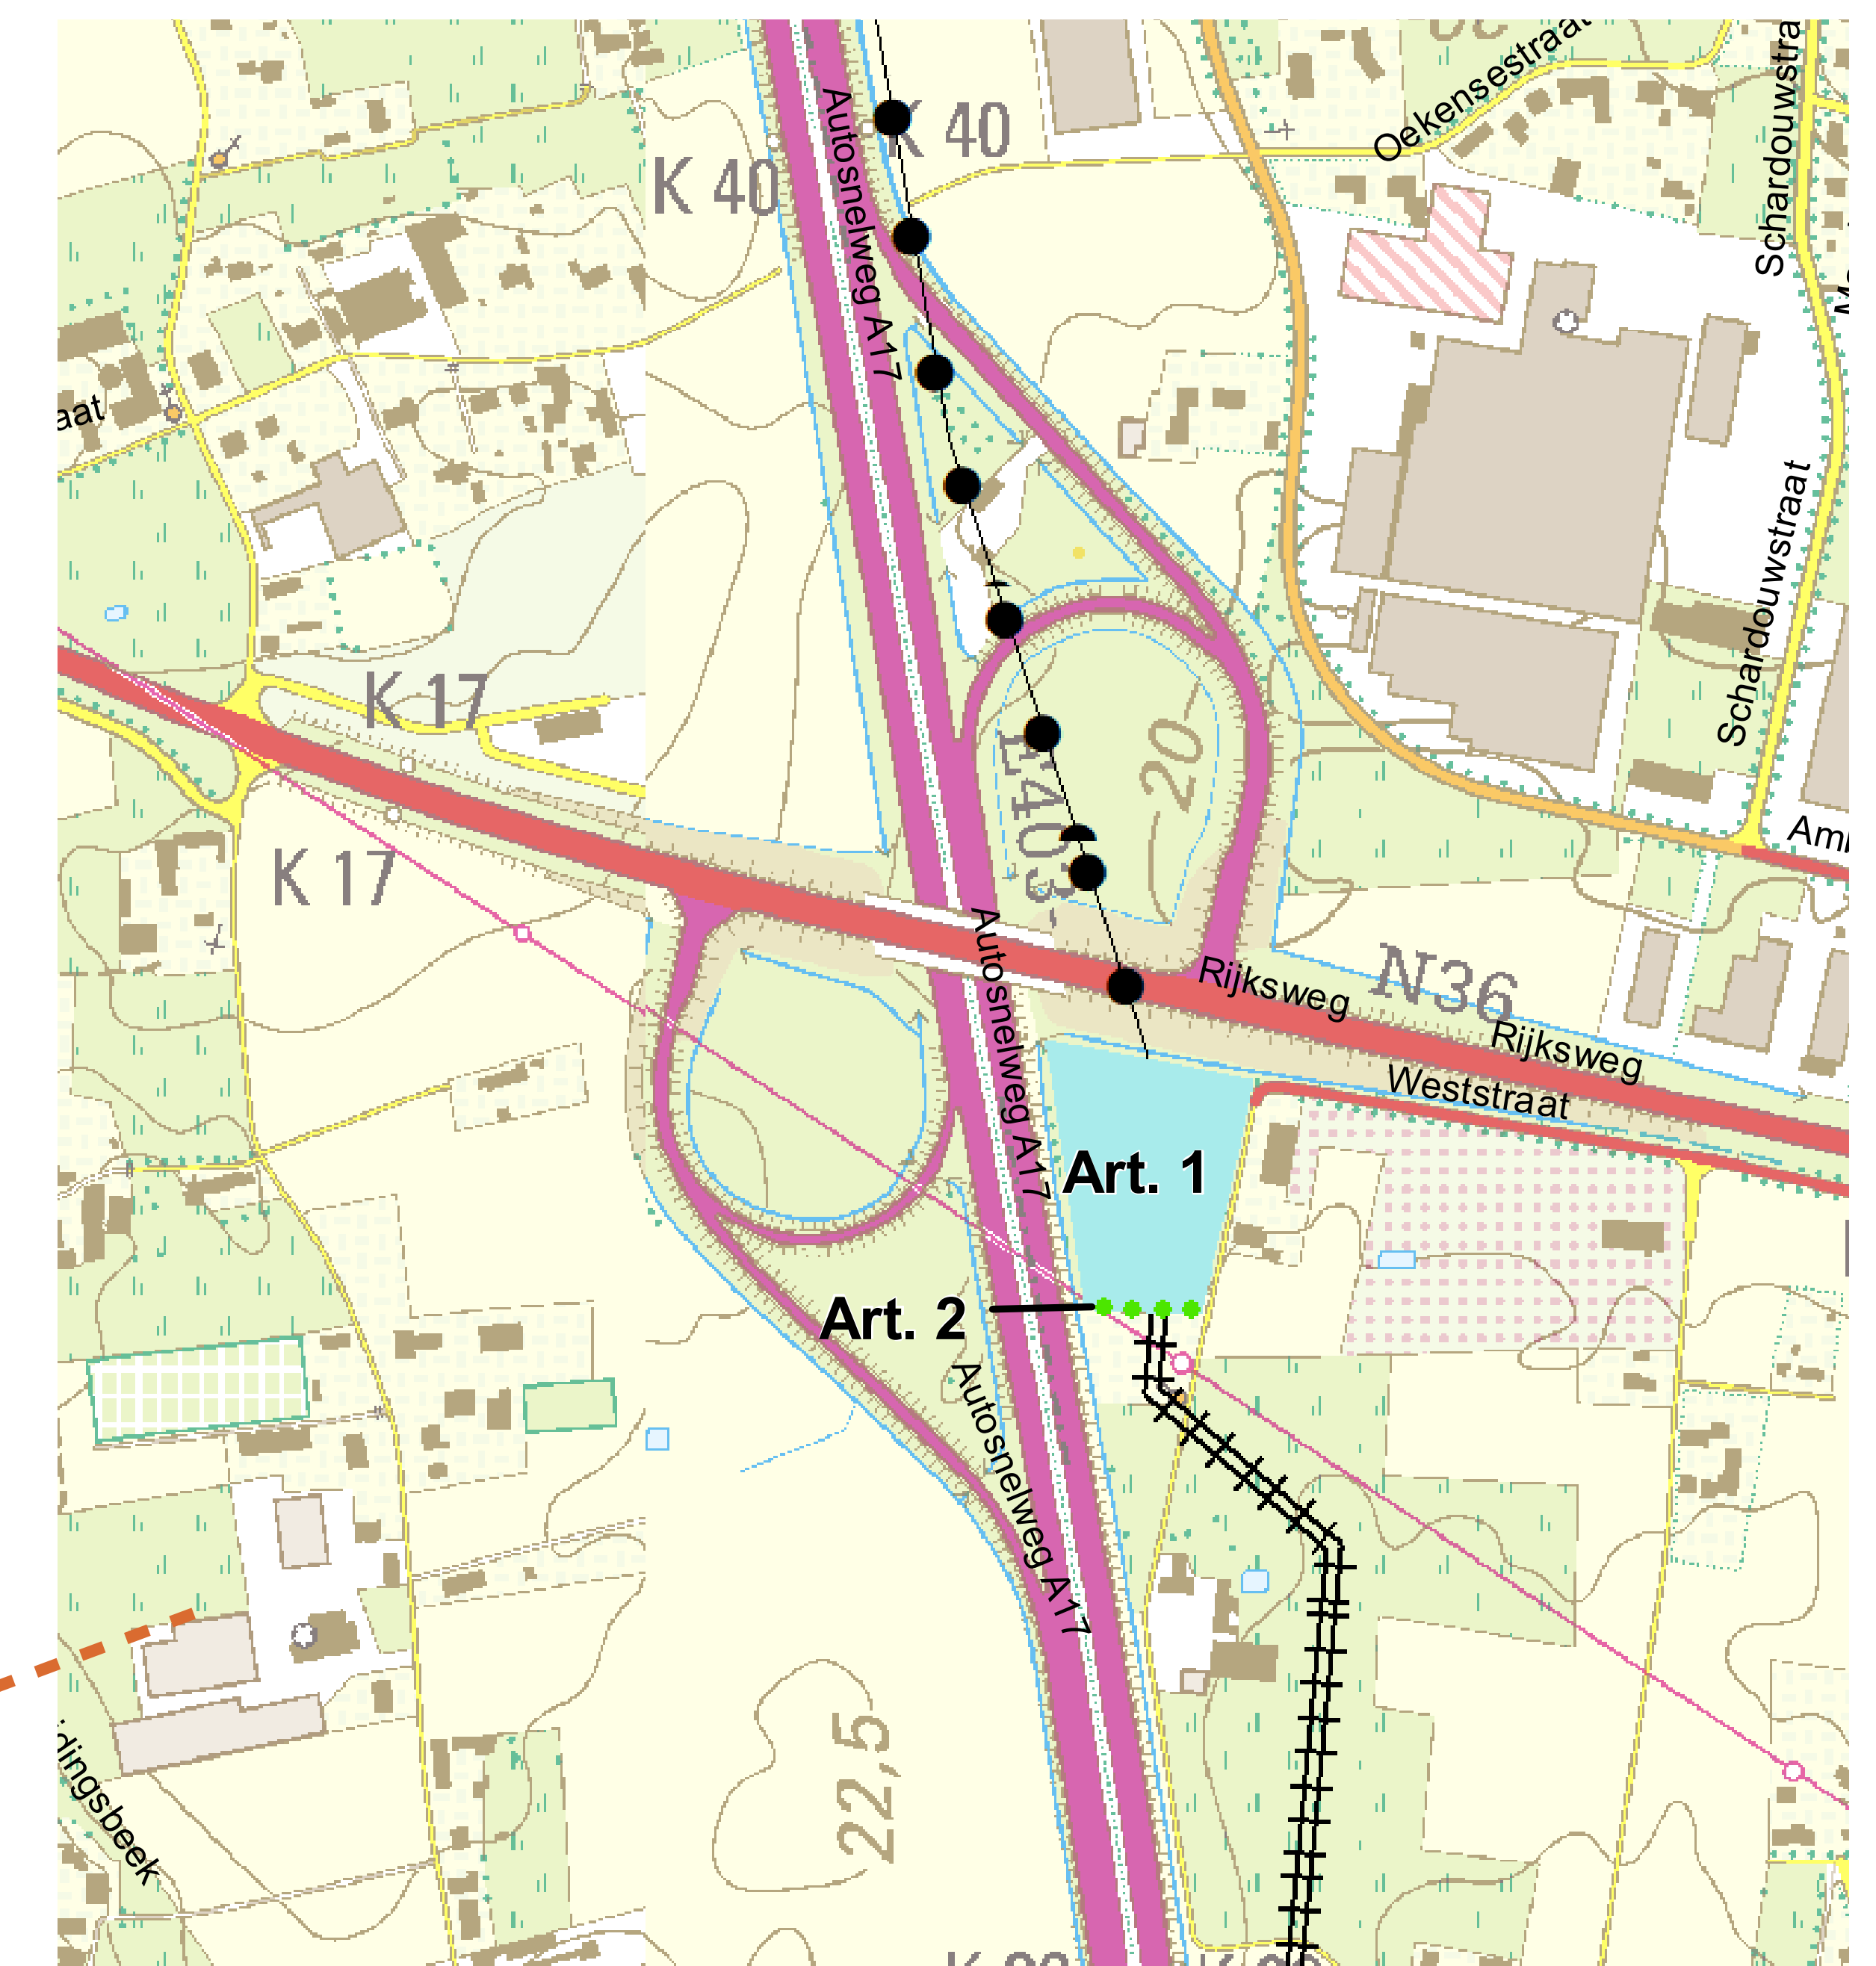 Oekensestraat
Schardouwstra
K 40
K 40
Autosnelweg A17
aat
Schardouwstraat
K 17
20
E403
K 17
Amb
Autosnelweg A17
Rijksweg
N36
Rijksweg
Weststraat
Art. 1
Art. 2
Autosnelweg A17
22,5
dingsbeek